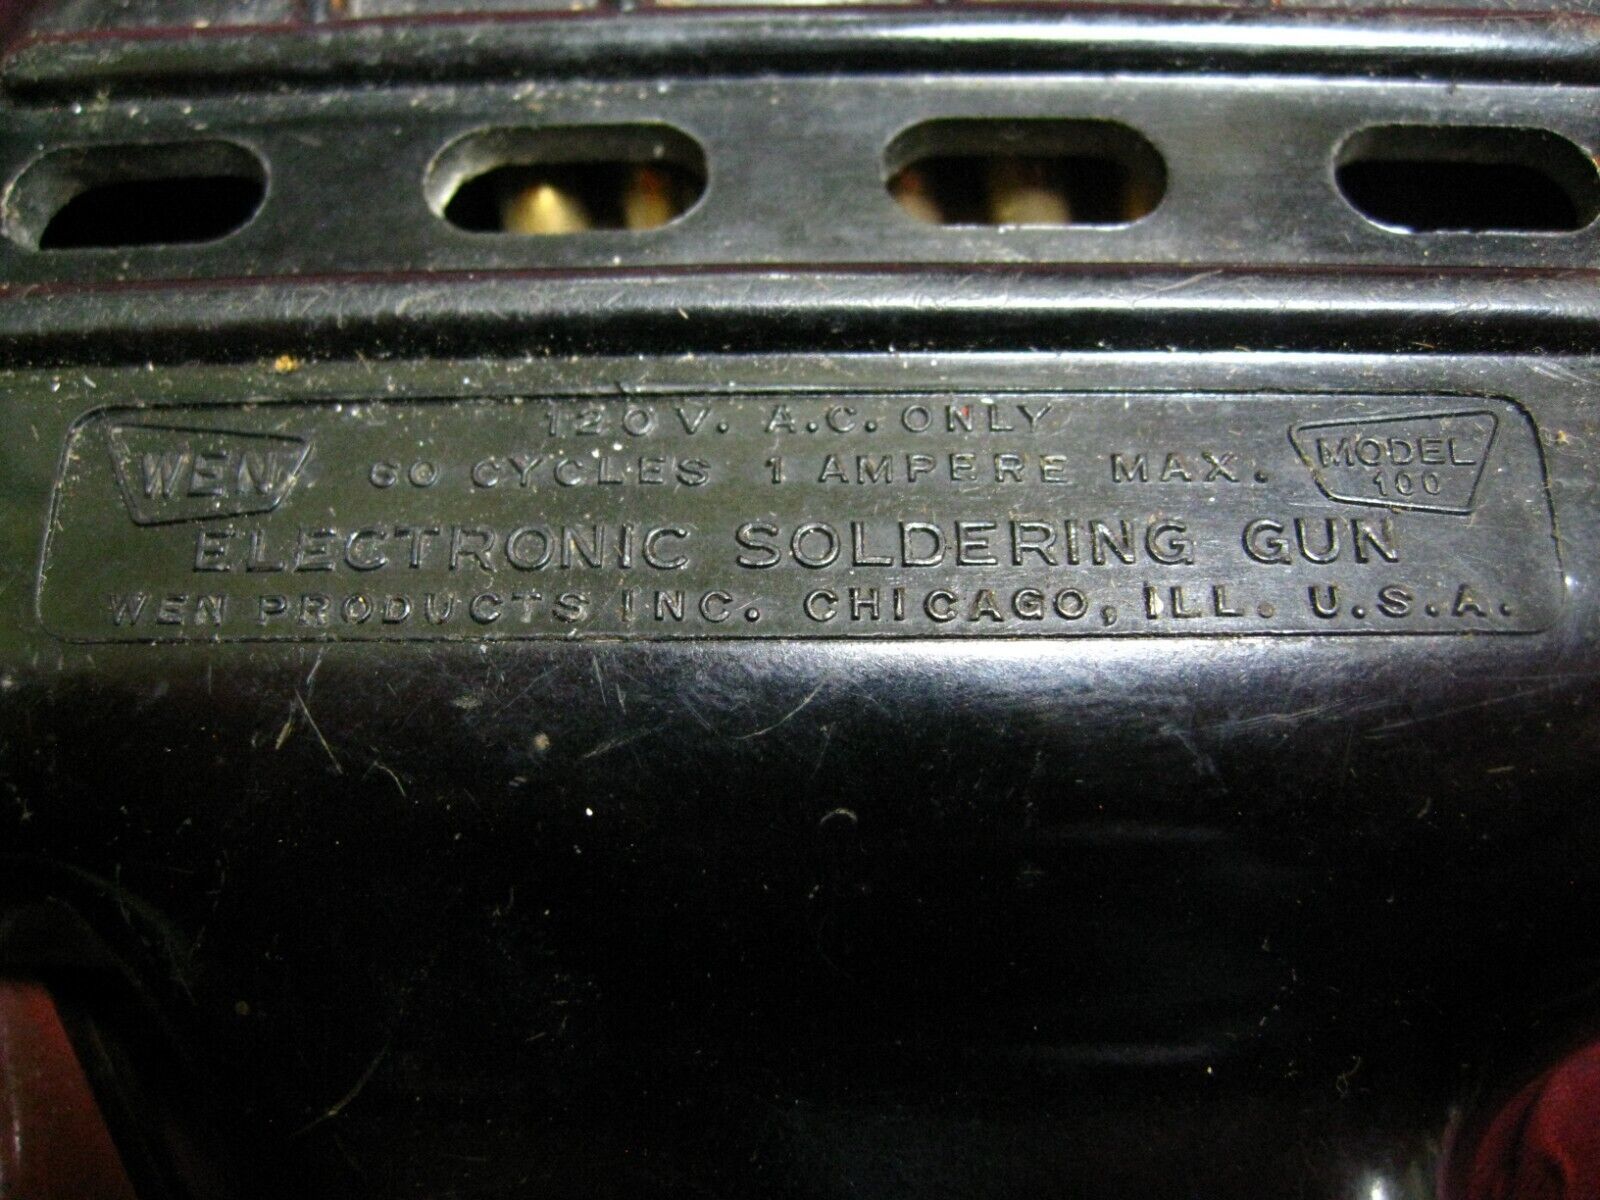 120 V. A.C. ONLY
WEN 60 CYCLES 1 AMPERE MAX. MODEL
100
ELECTRONIC SOLDERING GUN
WEN PRODUCTS INC. CHICAGO, ILL. U.S.A.